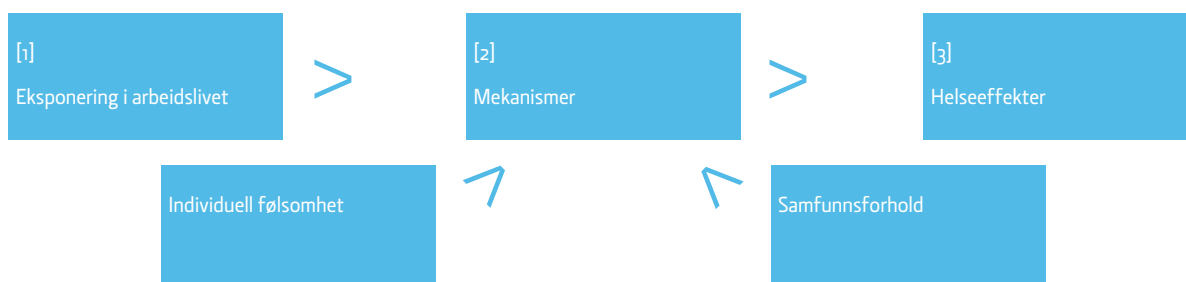 [1]
Eksponering i arbeidslivet
>
[2]
Mekanismer
>
[3]
Helseeffekter
Individuell følsomhet
Samfunnsforhold